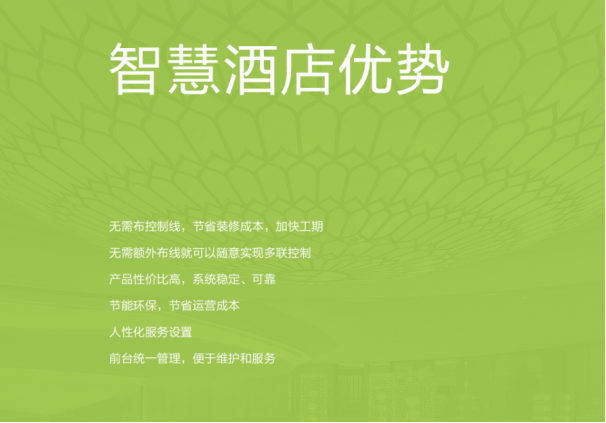 智慧酒店优势
无需布控制线，节省装修成本，加快工期
无需额外布线就可以随意实现多联控制
产品性价比高，系统稳定、可靠
节能环保，节省运营成本
人性化服务设置
前台统一管理，便于维护和服务